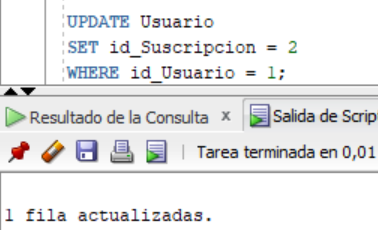 UPDATE Usuario
SET id_Suscripcion = 2
WHERE id_Usuario = 1;
Resultado de la Consulta x Salida de Scrip
Tarea terminada en 0,01
1 fila actualizadas.